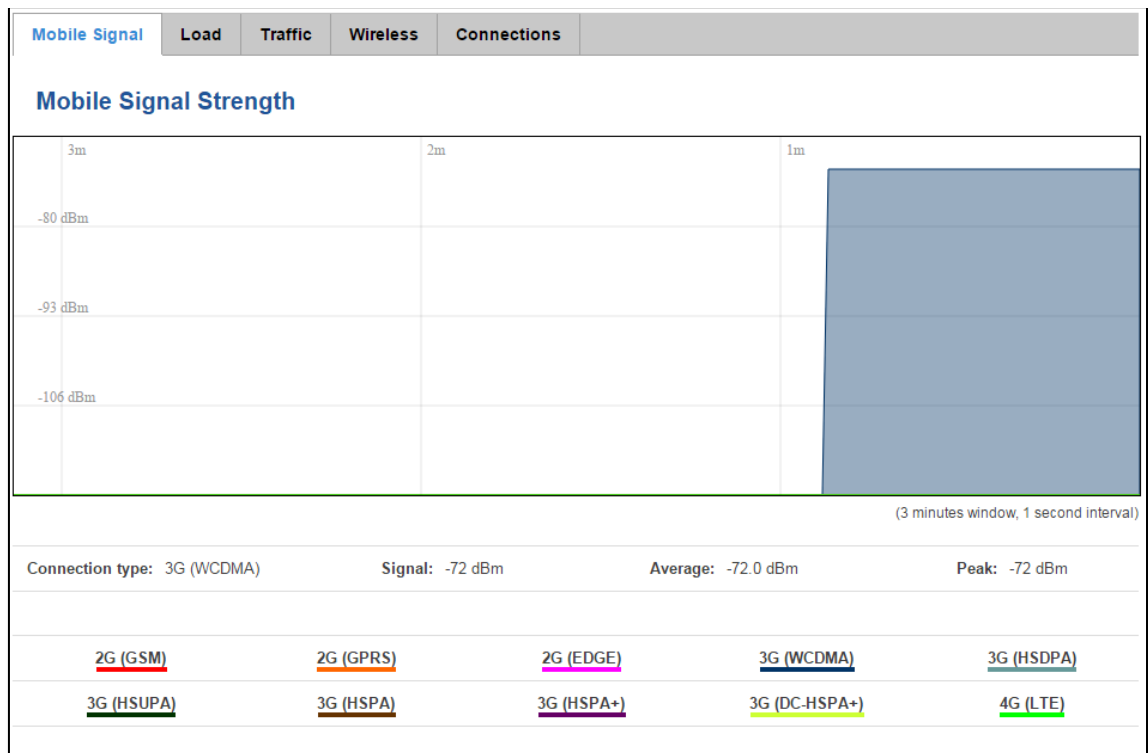 Mobile Signal Load Traffic Wireless Connections
Mobile Signal Strength
3m 2m 1m
-80 dBm
-93 dBm
-106 dBm
(3 minutes window, 1 second interval)
Connection type: 3G (WCDMA) Signal: -72 dBm Average: -72.0 dBm Peak: -72 dBm
2G (GSM) 2G (GPRS) 2G (EDGE) 3G (WCDMA) 3G (HSDPA)
3G (HSUPA) 3G (HSPA) 3G (HSPA+) 3G (DC-HSPA+) 4G (LTE)